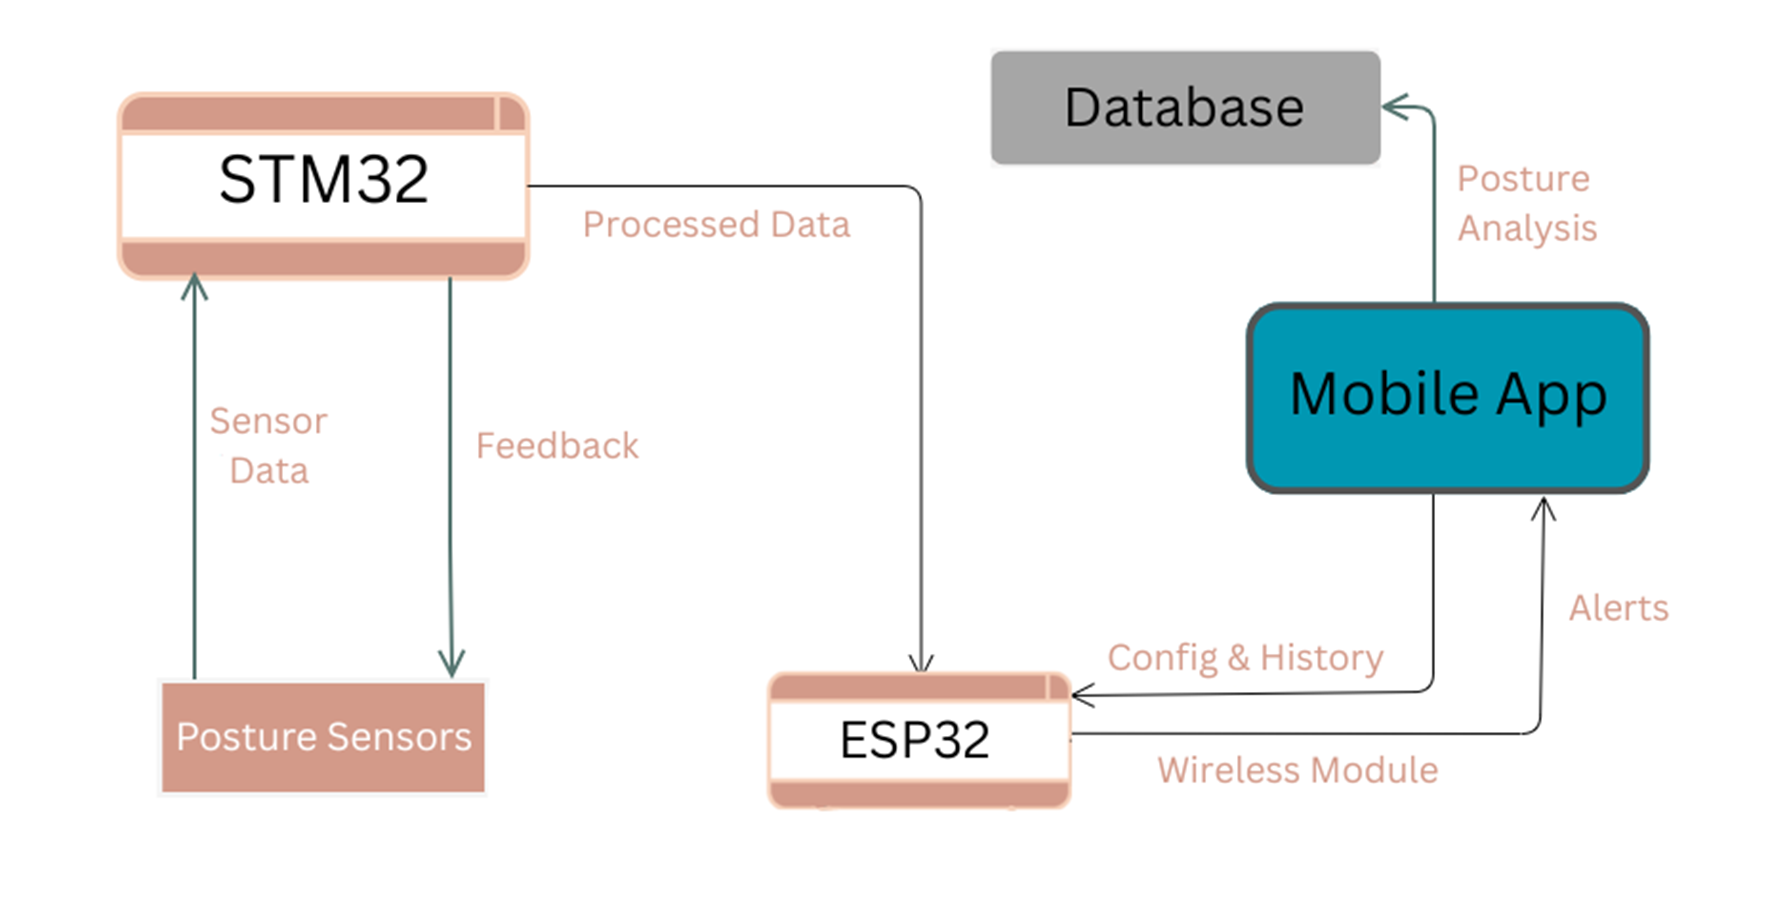 Database
STM32
Posture
Analysis
Processed Data
Mobile App
Sensor
Data
Feedback
Alerts
Config & History
Posture Sensors
ESP32
Wireless Module